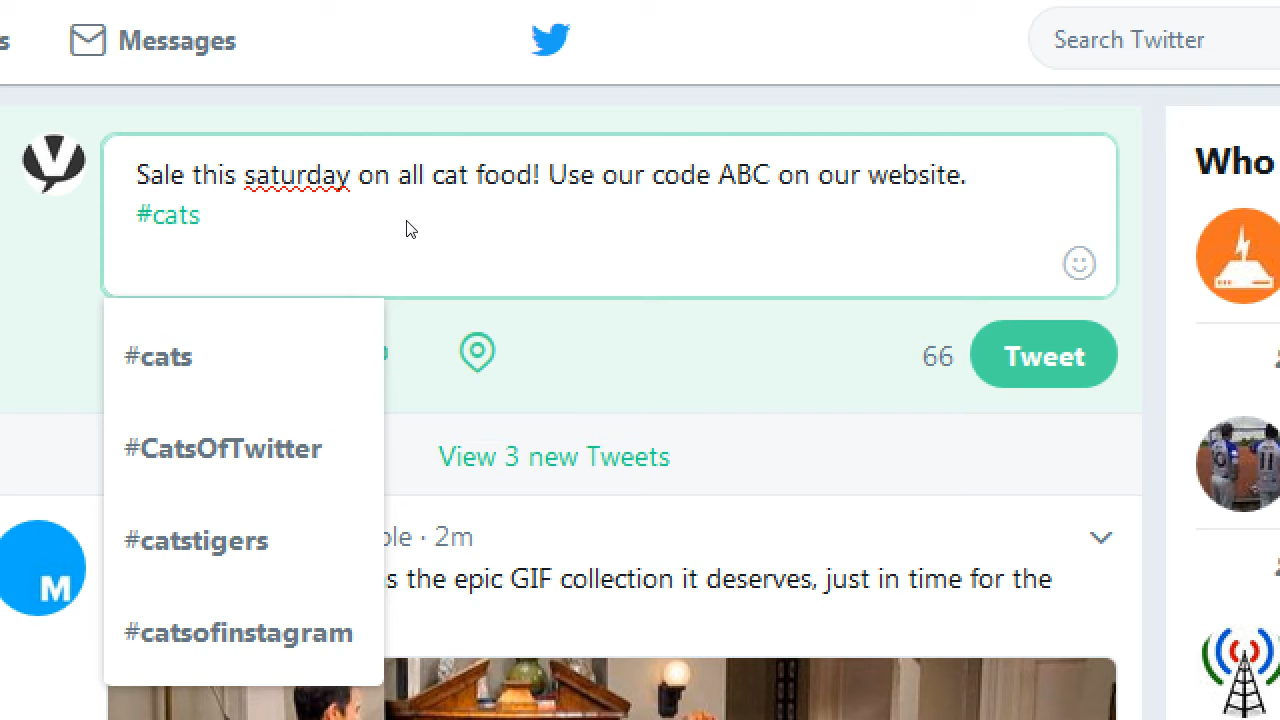 s
Messages
Search Twitter
Sale this saturday on all cat food! Use our code ABC on our website.
#cats
Who
#cats
66
Tweet
#CatsOfTwitter
View 3 new Tweets
#catstigers
ble · 2m
M
s the epic GIF collection it deserves, just in time for the
#catsofinstagram